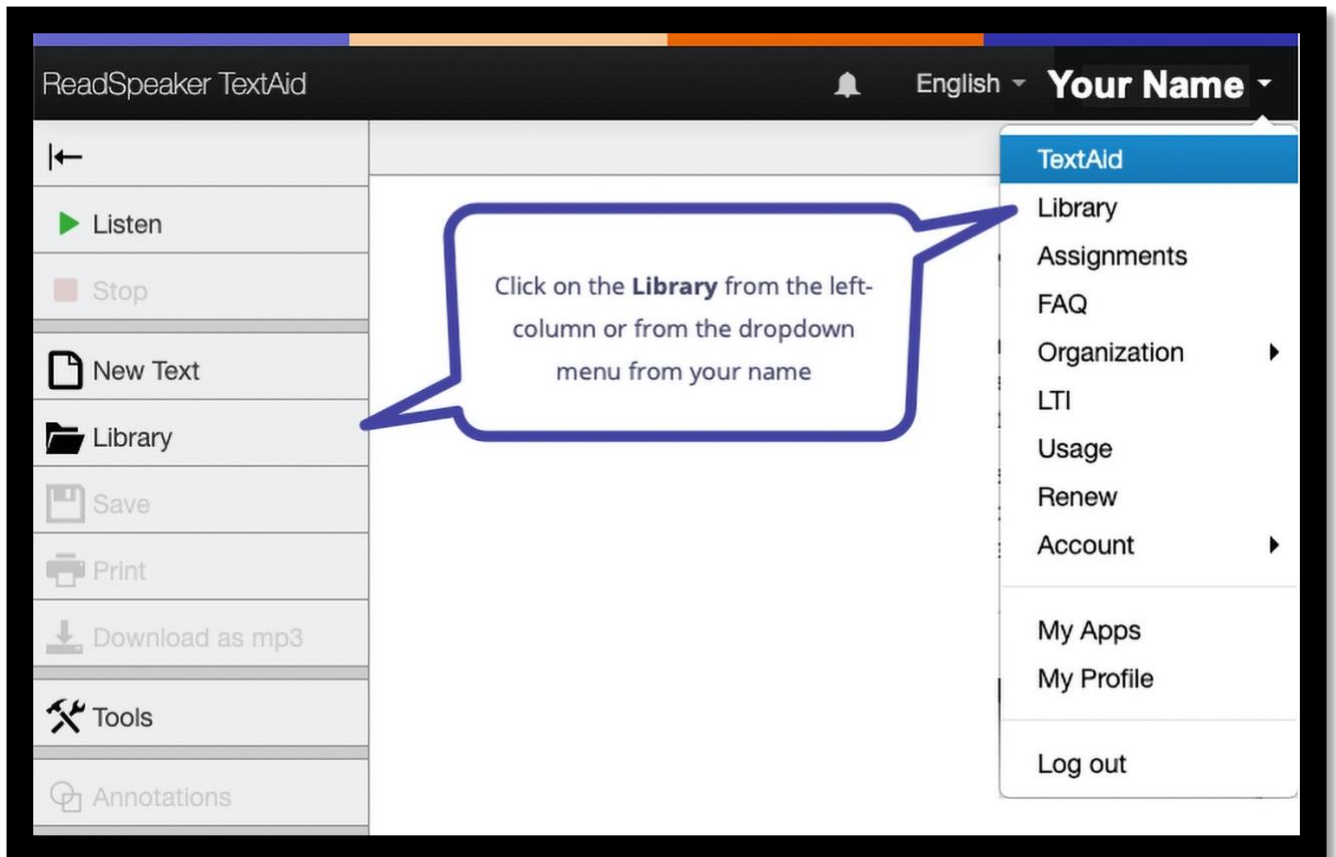 ReadSpeaker TextAid
English
Your Name
Listen
Stop
New Text
Library
Save
Print
Download as mp3
Tools
Annotations
Click on the Library from the left-
column or from the dropdown
menu from your name
TextAid
Library
Assignments
FAQ
Organization
LTI
Usage
Renew
Account
My Apps
My Profile
Log out